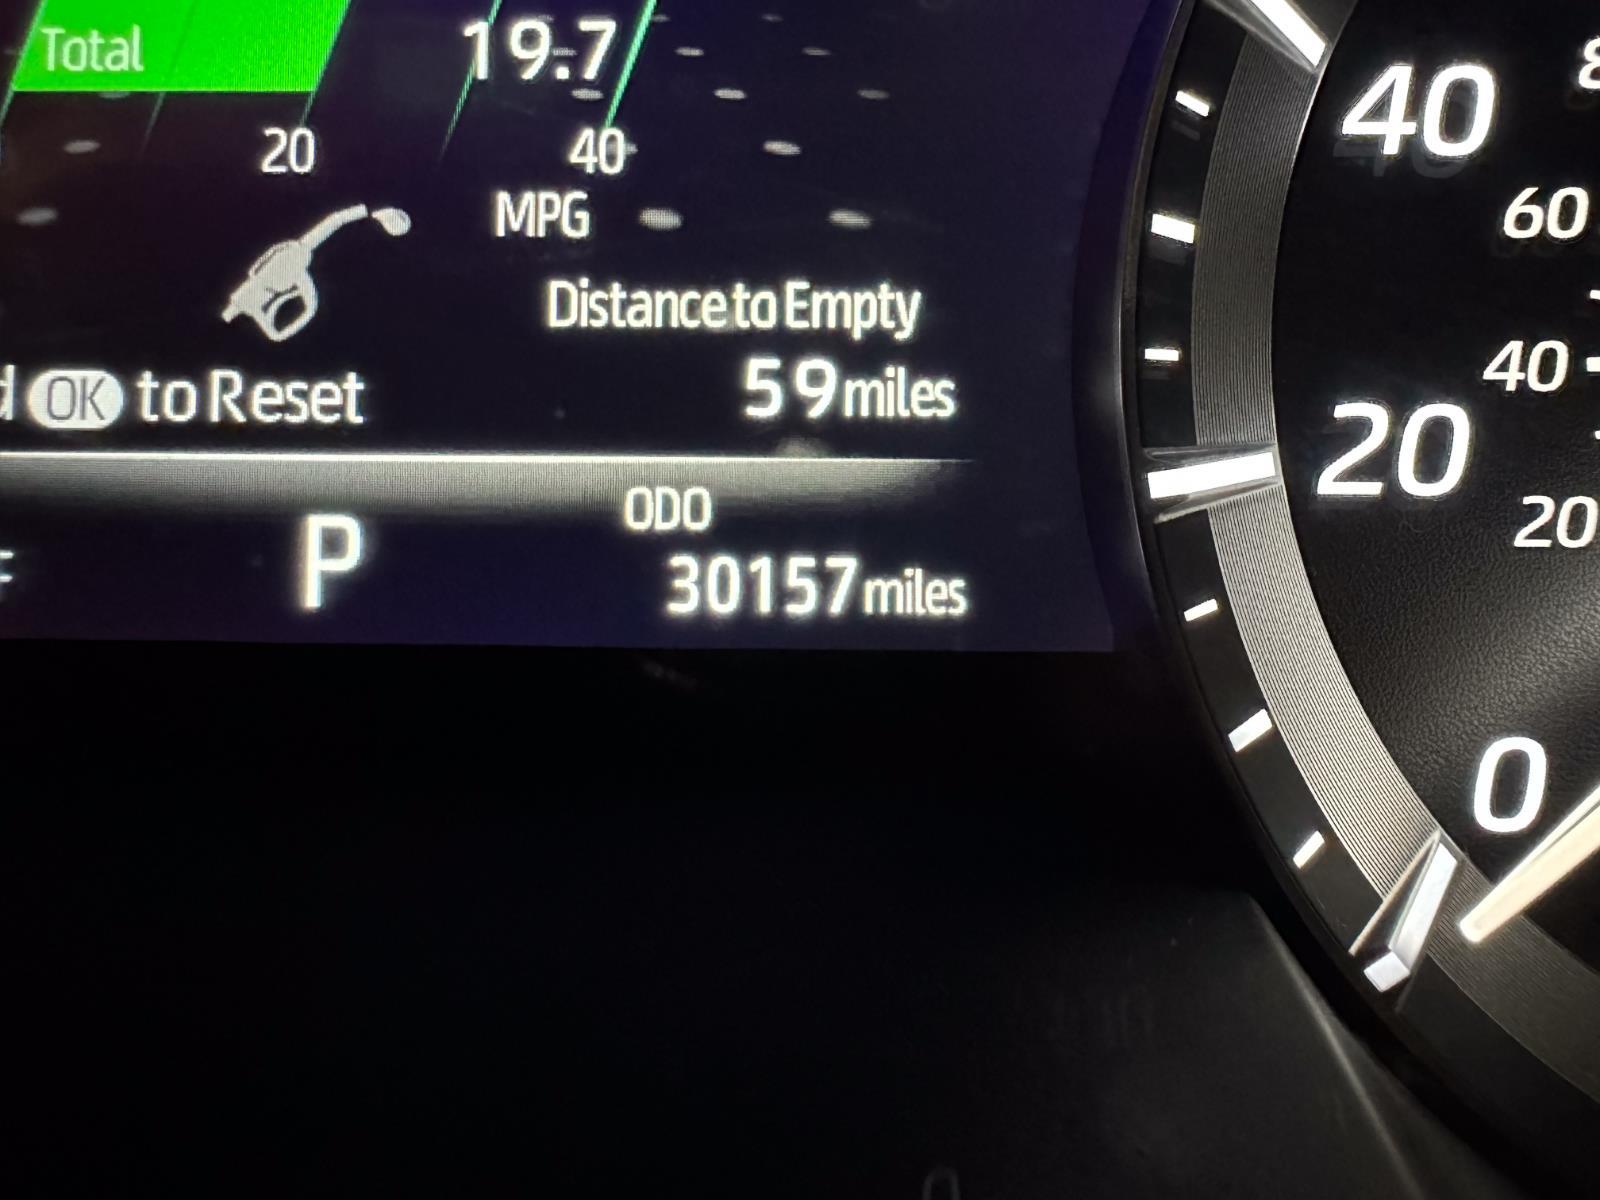 Total 19.7
20 40
MPG
Distance to Empty
59 miles
OK to Reset
ODO
P 30157 miles
40
60
40
20
20
0